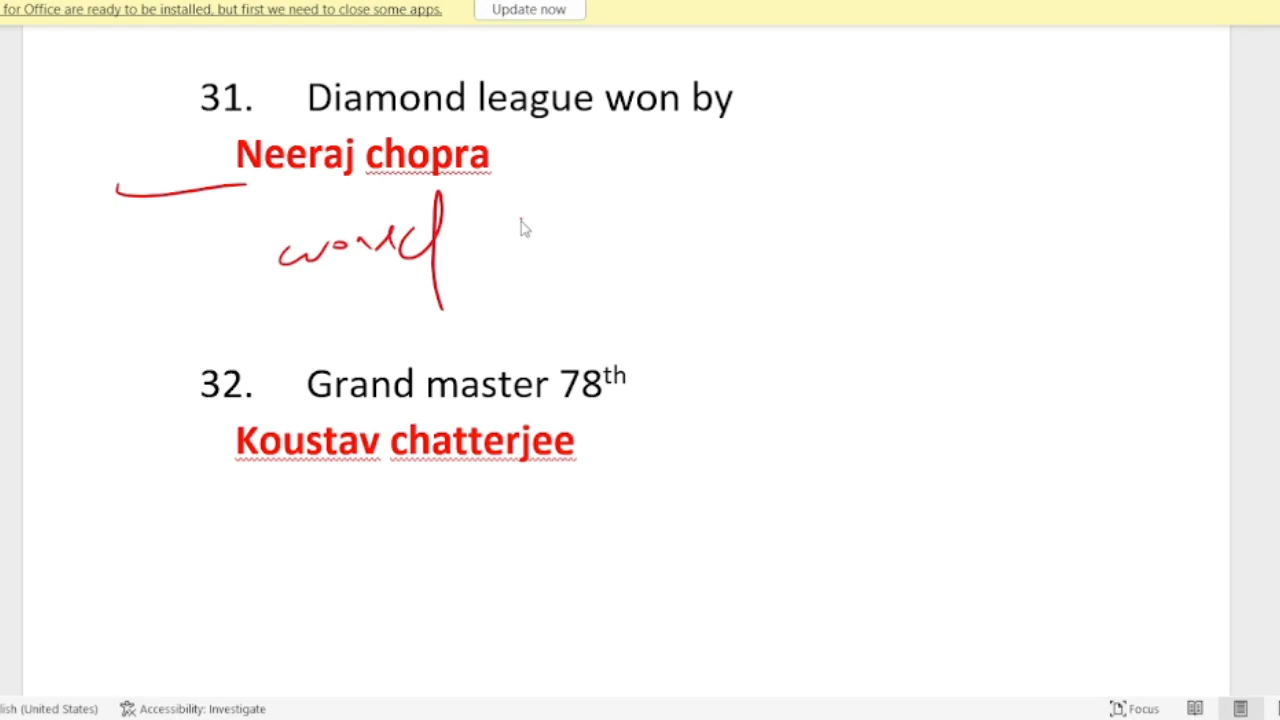 for Office are ready to be installed, but first we need to close some apps. Update now
31. Diamond league won by
Neeraj chopra
world
32. Grand master 78th
Koustav chatterjee
lish (United States) Accessibility: Investigate Focus